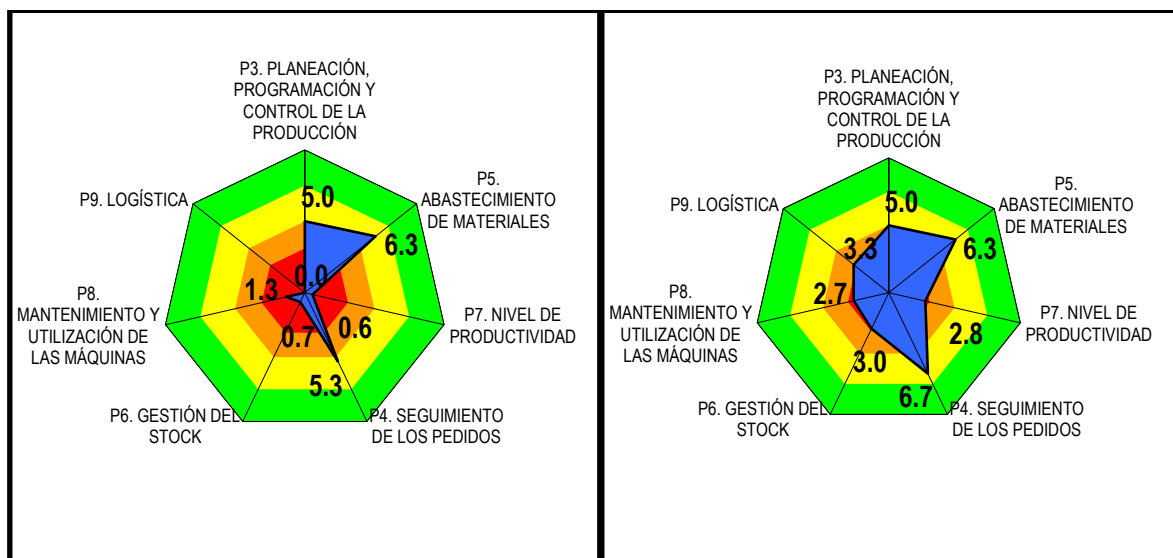 P3. PLANEACIÓN,
PROGRAMACIÓN Y
CONTROL DE LA
PRODUCCIÓN
P9. LOGÍSTICA
P5.
ABASTECIMIENTO
DE MATERIALES
5.0
6.3
0.0
1.3
P8.
MANTENIMIENTO Y
UTILIZACIÓN DE
LAS MÁQUINAS
P7. NIVEL DE
PRODUCTIVIDAD
0.6
0.7
5.3
P6. GESTIÓN DEL
STOCK
P4. SEGUIMIENTO
DE LOS PEDIDOS
P3. PLANEACIÓN,
PROGRAMACIÓN Y
CONTROL DE LA
PRODUCCIÓN
P9. LOGÍSTICA
P5.
ABASTECIMIENTO
DE MATERIALES
5.0
6.3
3.3
2.7
P8.
MANTENIMIENTO Y
UTILIZACIÓN DE
LAS MÁQUINAS
P7. NIVEL DE
PRODUCTIVIDAD
2.8
3.0
6.7
P6. GESTIÓN DEL
STOCK
P4. SEGUIMIENTO
DE LOS PEDIDOS